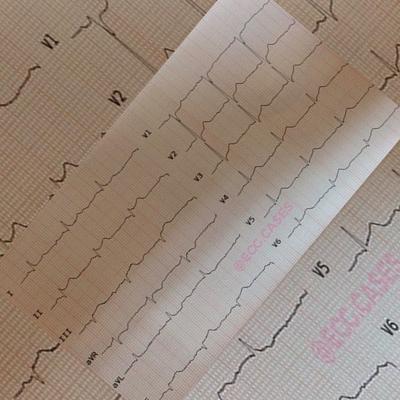 V1
V2
V1
V2
V3
V4
V5
V6
I
II
III
aVR
aVL
@ECG.CASES
V5
V6
@ECG.CASES